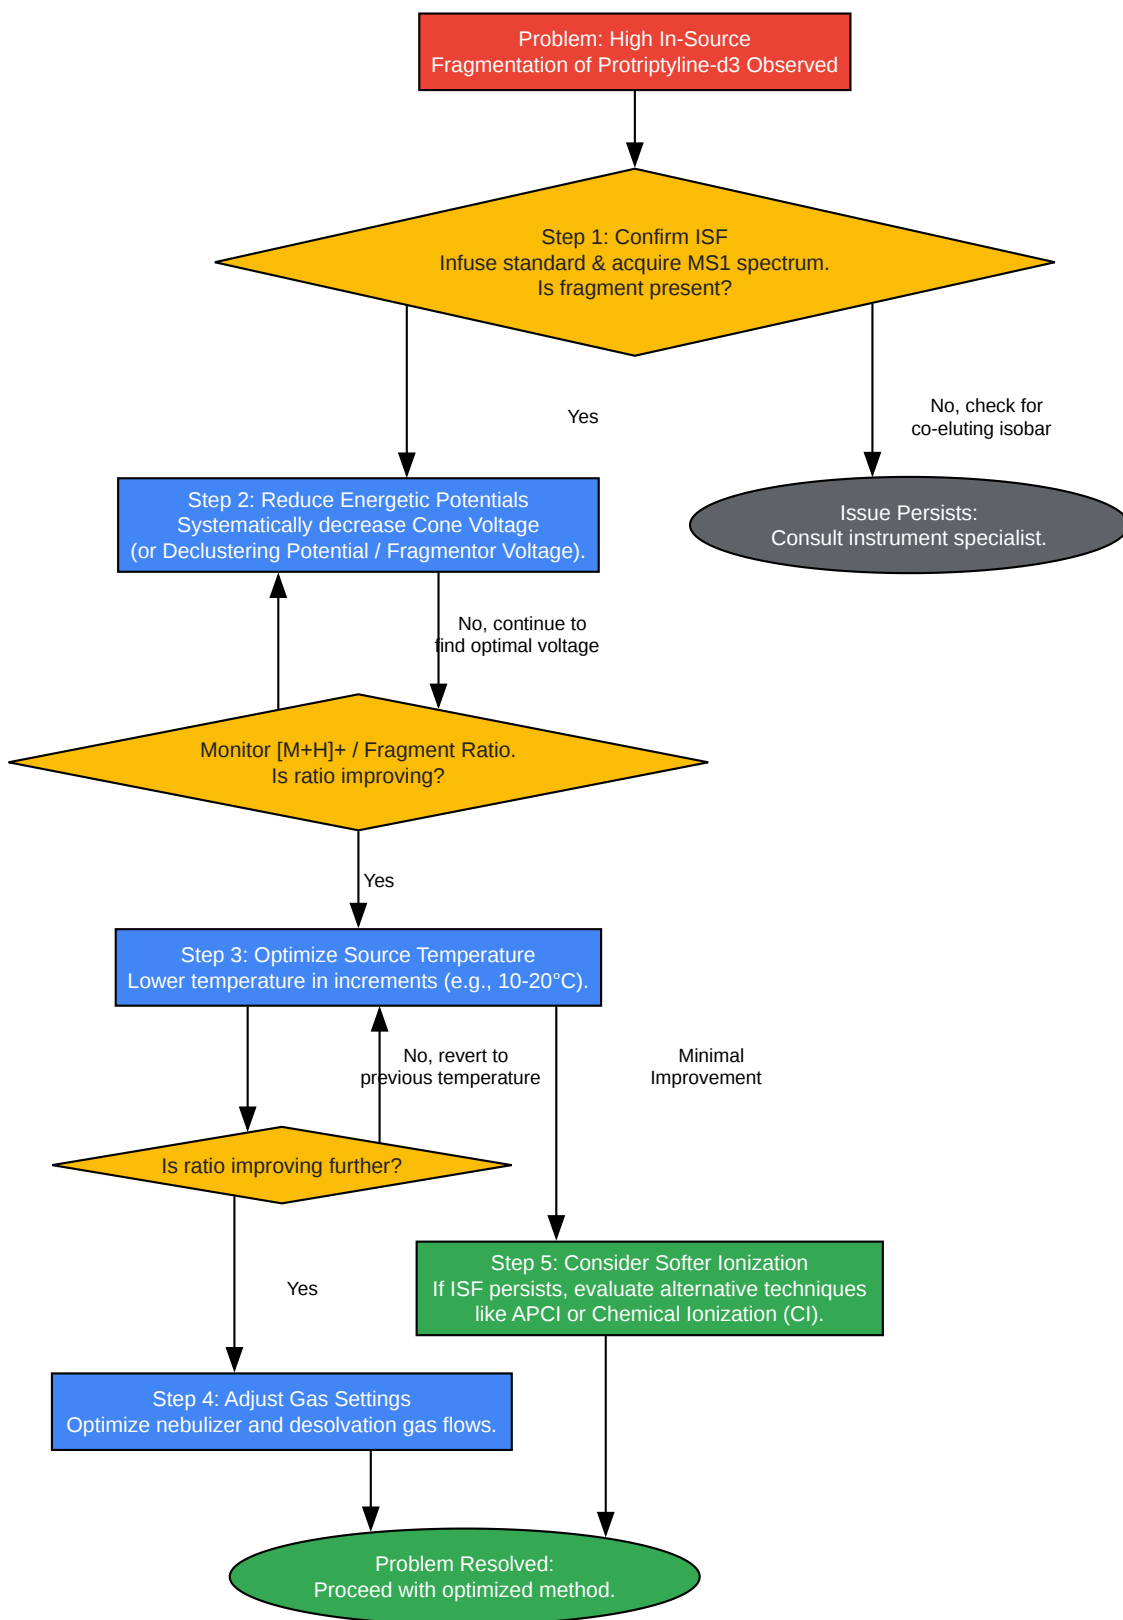 Problem: High In-Source
Fragmentation of Protriptyline-d3 Observed
Step 1: Confirm ISF
Infuse standard & acquire MS1 spectrum.
Is fragment present?
Yes
No, check for
co-eluting isobar
Step 2: Reduce Energetic Potentials
Systematically decrease Cone Voltage
(or Declustering Potential / Fragmentor Voltage).
Issue Persists:
Consult instrument specialist.
No, continue to
find optimal voltage
Monitor [M+H]+ / Fragment Ratio.
Is ratio improving?
Yes
Step 3: Optimize Source Temperature
Lower temperature in increments (e.g., 10-20°C).
No, revert to
previous temperature
Minimal
Improvement
Is ratio improving further?
Yes
Step 5: Consider Softer Ionization
If ISF persists, evaluate alternative techniques
like APCI or Chemical Ionization (CI).
Step 4: Adjust Gas Settings
Optimize nebulizer and desolvation gas flows.
Problem Resolved:
Proceed with optimized method.